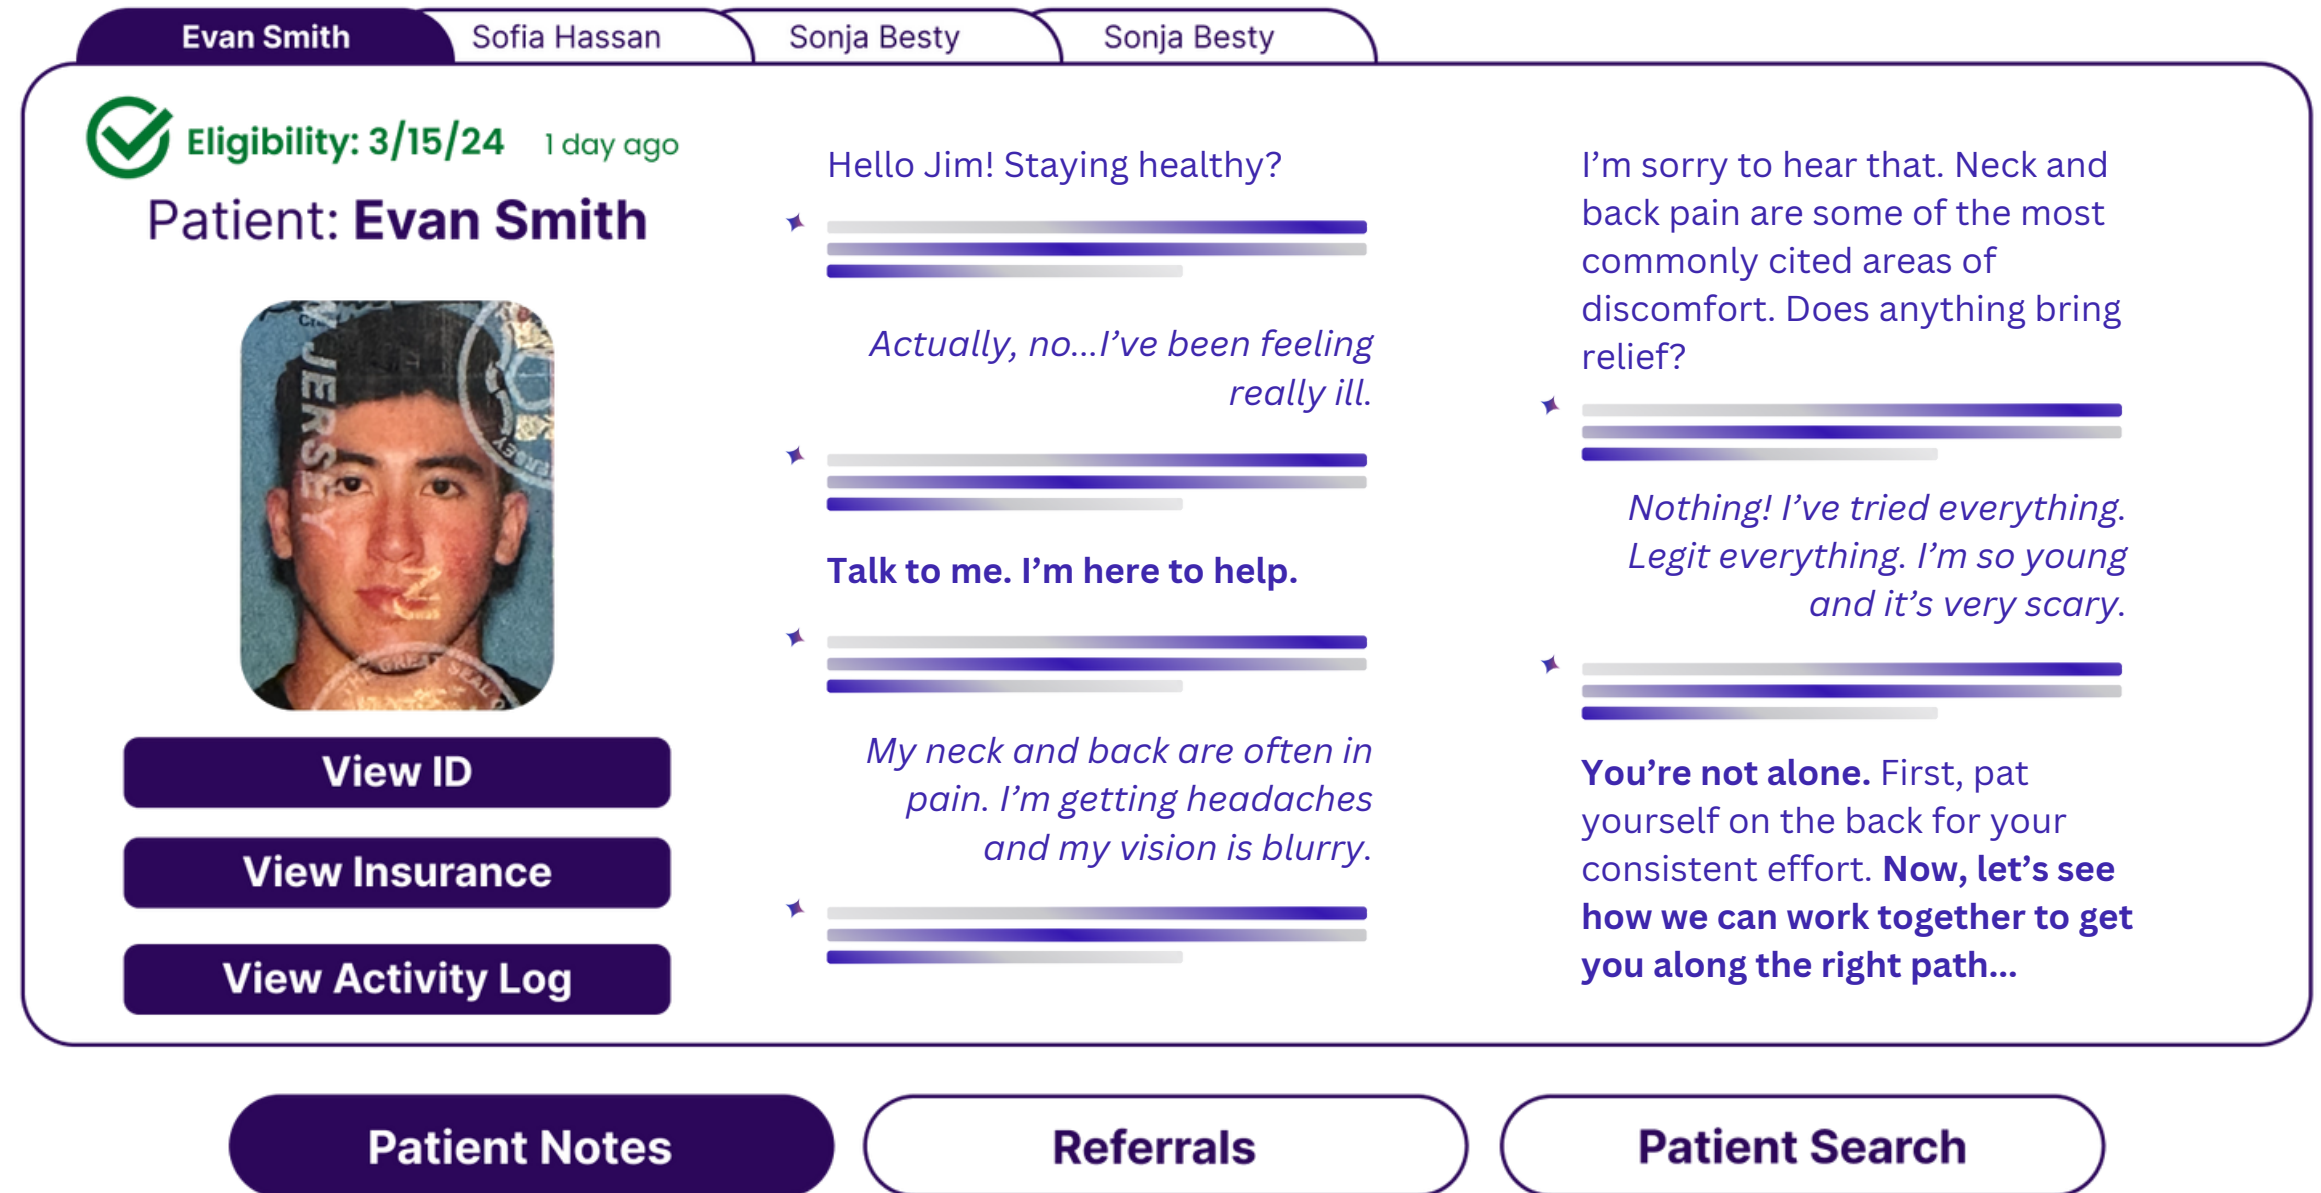 Evan Smith
Sofia Hassan
Sonja Besty
Sonja Besty
Eligibility: 3/15/24 1 day ago
Patient: Evan Smith
JERSEY
THE GREAT SEAL O
View ID
View Insurance
View Activity Log
Hello Jim! Staying healthy?
Actually, no...I’ve been feeling
really ill.
Talk to me. I’m here to help.
My neck and back are often in
pain. I’m getting headaches
and my vision is blurry.
I’m sorry to hear that. Neck and
back pain are some of the most
commonly cited areas of
discomfort. Does anything bring
relief?
Nothing! I’ve tried everything.
Legit everything. I’m so young
and it’s very scary.
You’re not alone. First, pat
yourself on the back for your
consistent effort. Now, let’s see
how we can work together to get
you along the right path...
Patient Notes
Referrals
Patient Search